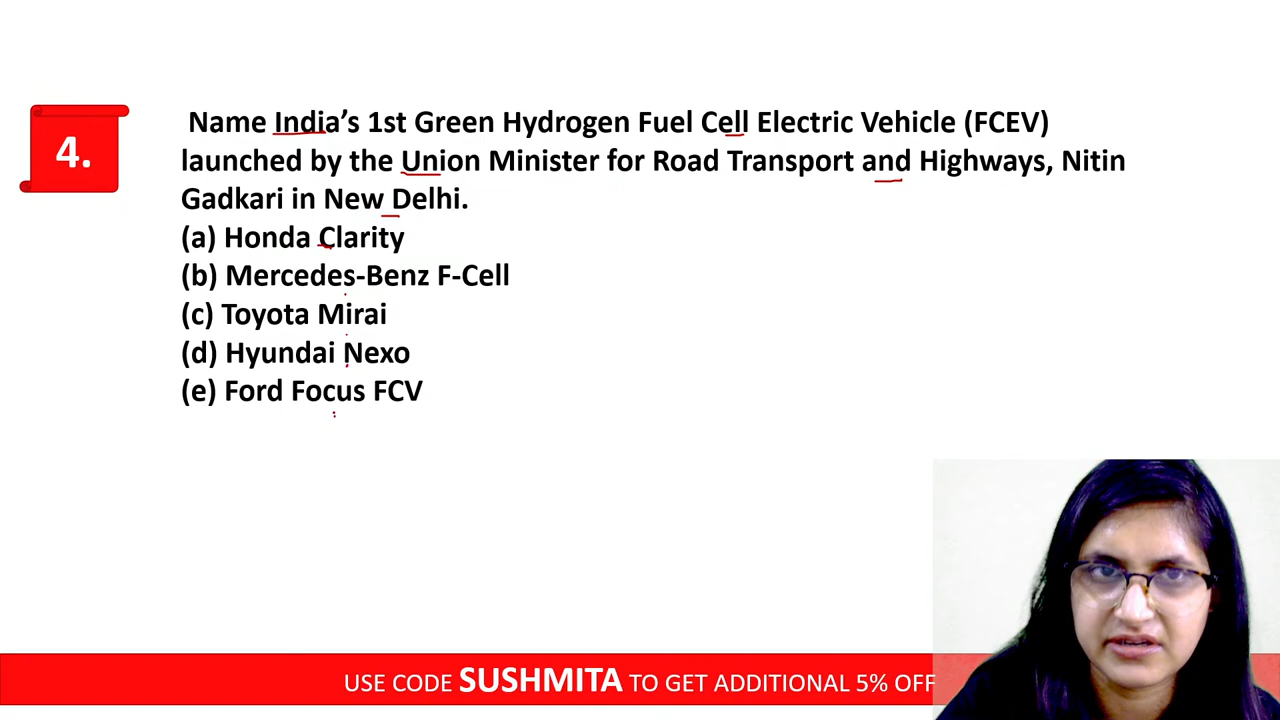 4.
Name India's 1st Green Hydrogen Fuel Cell Electric Vehicle (FCEV)
launched by the Union Minister for Road Transport and Highways, Nitin
Gadkari in New Delhi.
(a) Honda Clarity
(b) Mercedes-Benz F-Cell
(c) Toyota Mirai
(d) Hyundai Nexo
(e) Ford Focus FCV
USE CODE SUSHMITA TO GET ADDITIONAL 5% OFF